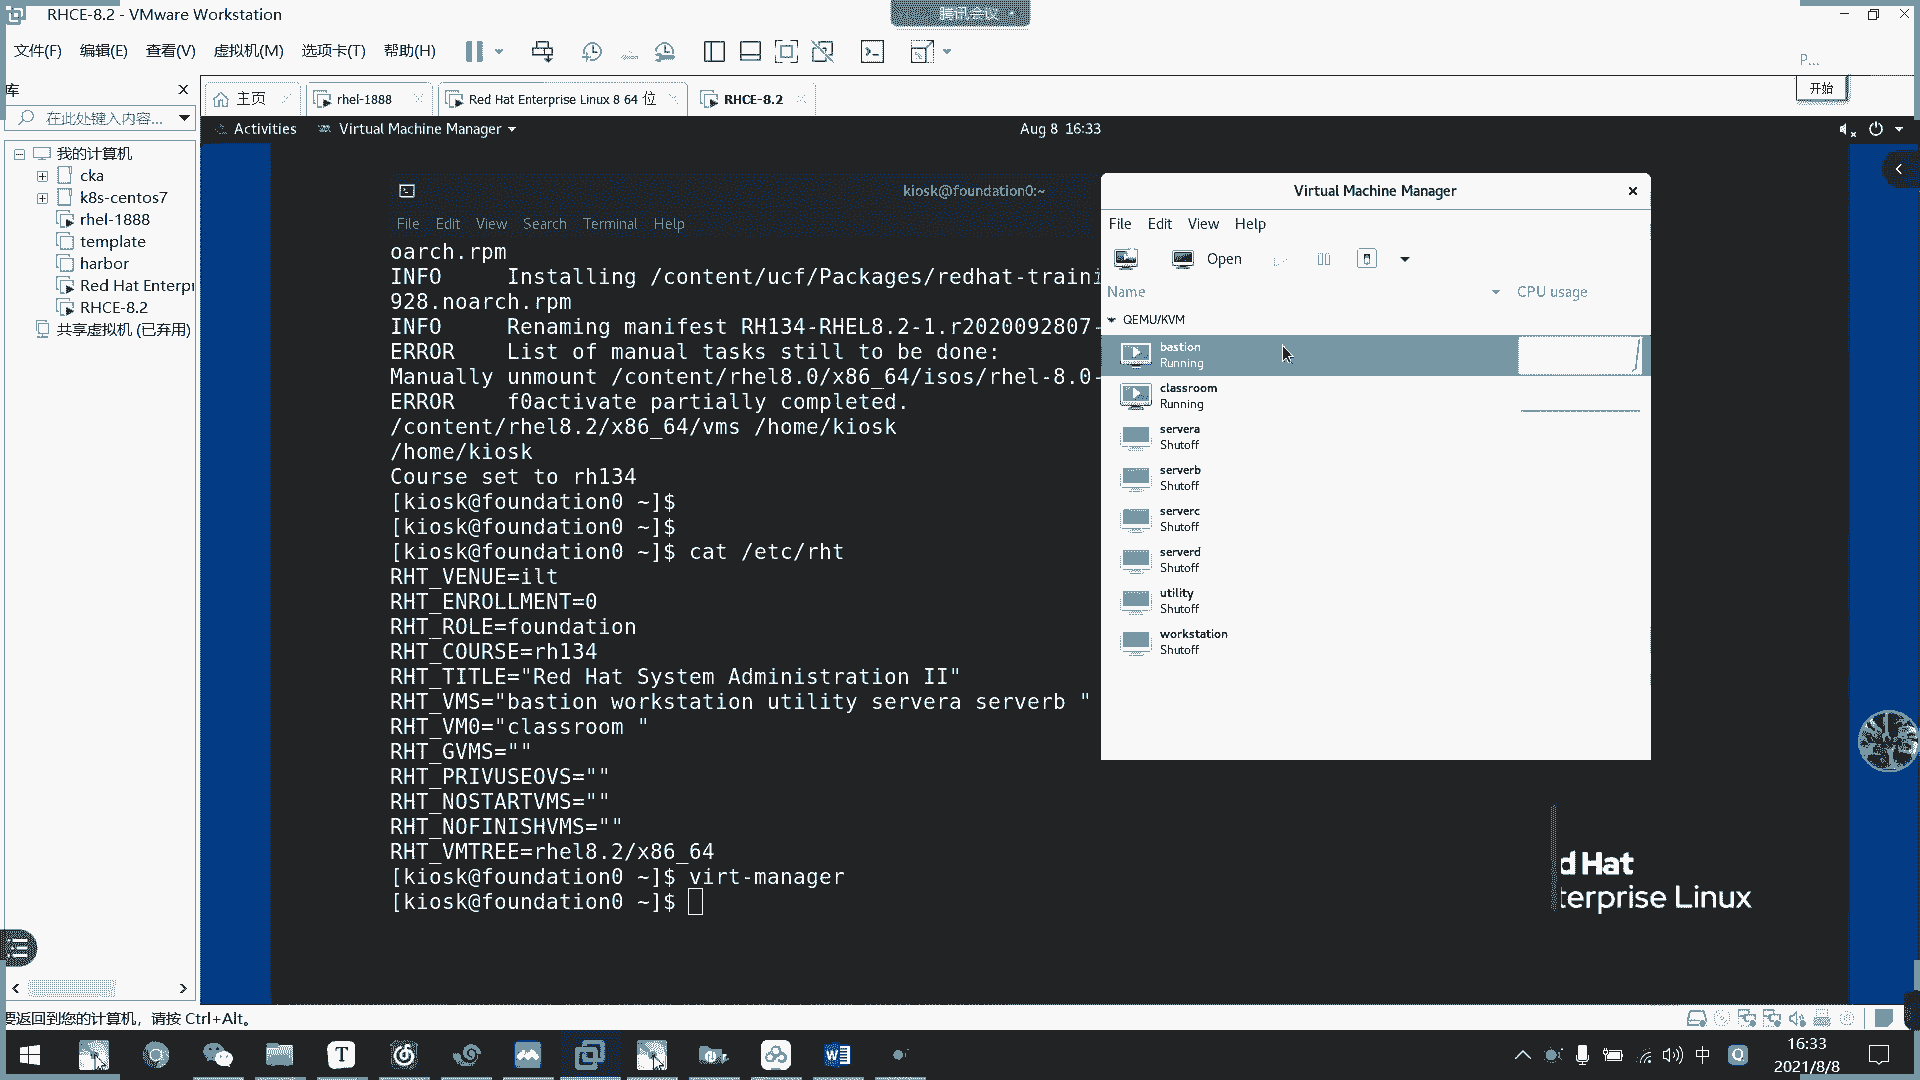 RHCE-8.2 - VMware Workstation
腾讯会议
文件(F) 编辑(E) 查看(V) 虚拟机(M) 选项卡(T) 帮助(H)
P...
开始
库
在此处键入内容...
主页
rhel-1888
Red Hat Enterprise Linux 8 64 位
RHCE-8.2
我的计算机
cka
k8s-centos7
rhel-1888
template
harbor
Red Hat Enterpr
RHCE-8.2
共享虚拟机 (已弃用)
Activities
Virtual Machine Manager
Aug 8 16:33
kiosk@foundation0:~
File Edit View Search Terminal Help
oarch.rpm
INFO Installing /content/ucf/Packages/redhat-traini
928.noarch.rpm
INFO Renaming manifest RH134-RHEL8.2-1.r2020092807-
ERROR List of manual tasks still to be done:
Manually unmount /content/rhel8.0/x86_64/isos/rhel-8.0-
ERROR f0activate partially completed.
/content/rhel8.2/x86_64/vms /home/kiosk
/home/kiosk
Course set to rh134
[kiosk@foundation0 ~]$
[kiosk@foundation0 ~]$
[kiosk@foundation0 ~]$ cat /etc/rht
RHT_VENUE=ilt
RHT_ENROLLMENT=0
RHT_ROLE=foundation
RHT_COURSE=rh134
RHT_TITLE="Red Hat System Administration II"
RHT_VMS="bastion workstation utility servera serverb "
RHT_VM0="classroom "
RHT_GVMS=""
RHT_PRIVUSEOVS=""
RHT_NOSTARTVMS=""
RHT_NOFINISHVMS=""
RHT_VMTREE=rhel8.2/x86_64
[kiosk@foundation0 ~]$ virt-manager
[kiosk@foundation0 ~]$
Virtual Machine Manager
File Edit View Help
Open
Name
CPU usage
QEMU/KVM
bastion
Running
classroom
Running
servera
Shutoff
serverb
Shutoff
serverc
Shutoff
serverd
Shutoff
utility
Shutoff
workstation
Shutoff
d Hat
terprise Linux
要返回到您的计算机，请按 Ctrl+Alt。
中
16:33
2021/8/8